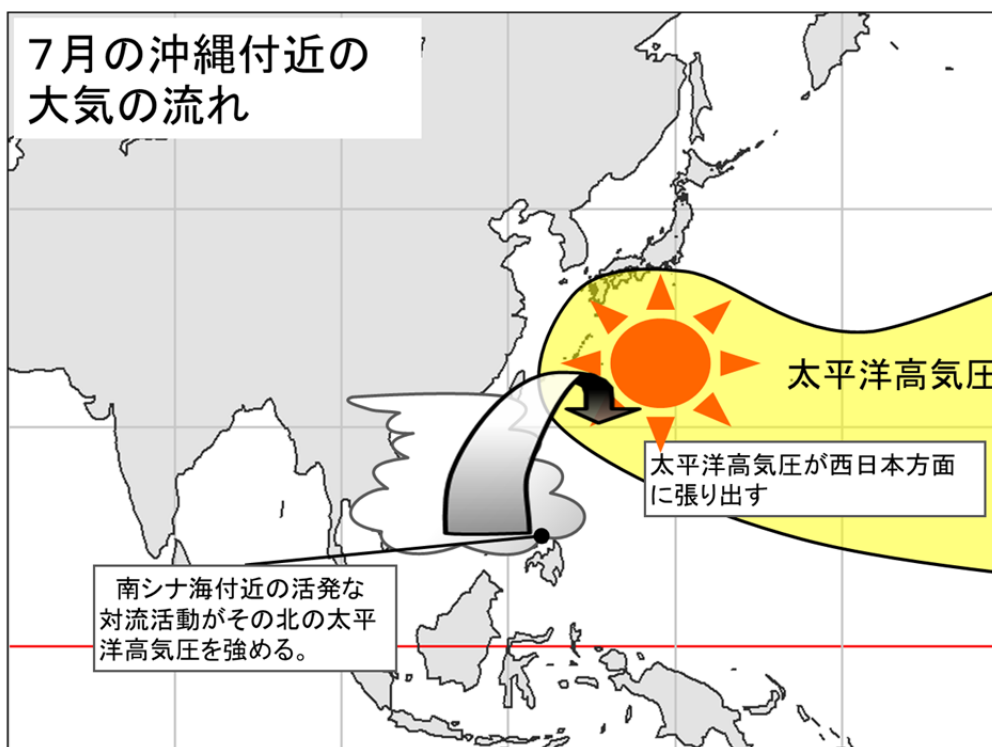 7月の沖縄付近の
大気の流れ
太平洋高気圧
太平洋高気圧が西日本方面
に張り出す
南シナ海付近の活発な
対流活動がその北の太平
洋高気圧を強める。